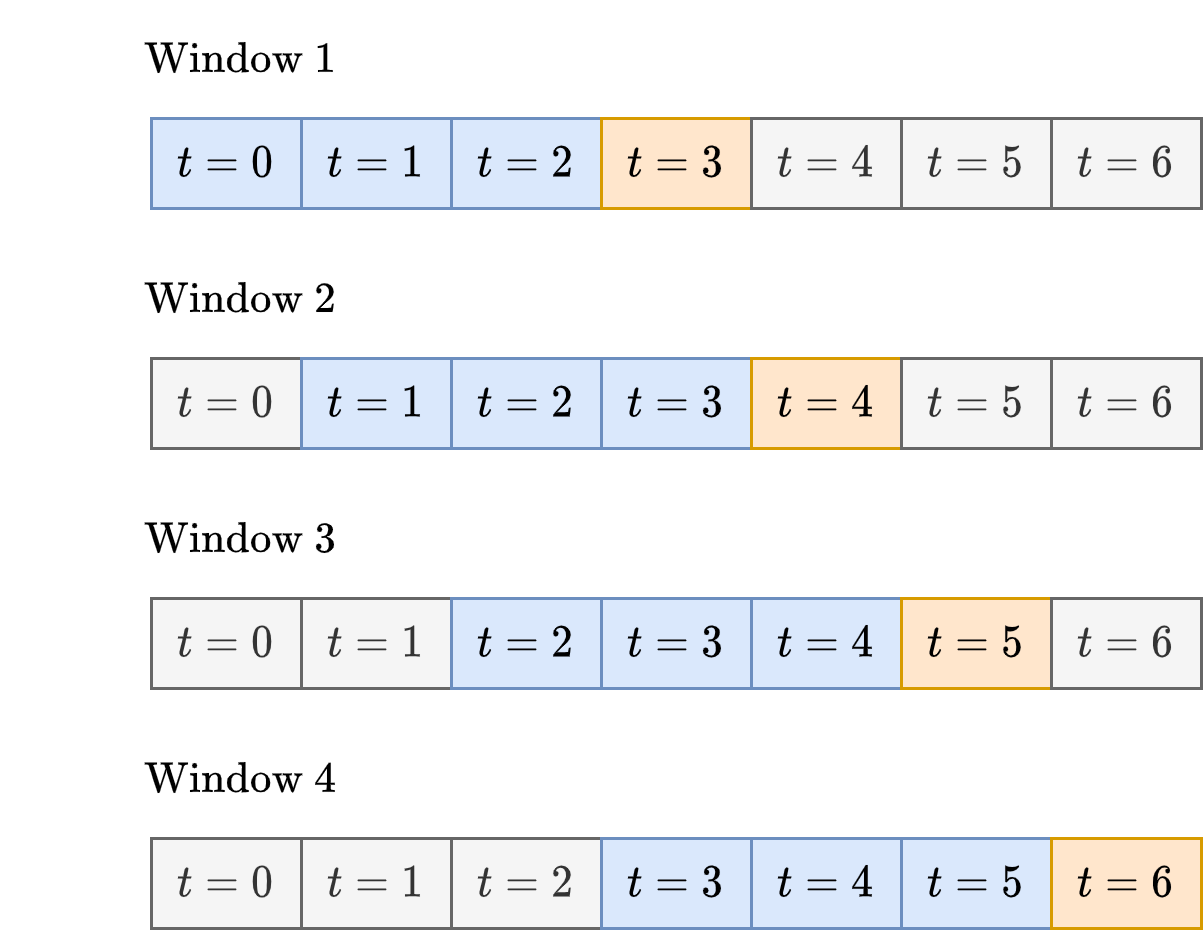 Window 1
t = 0 t = 1 t = 2 t = 3 t = 4 t = 5 t = 6
Window 2
t = 0 t = 1 t = 2 t = 3 t = 4 t = 5 t = 6
Window 3
t = 0 t = 1 t = 2 t = 3 t = 4 t = 5 t = 6
Window 4
t = 0 t = 1 t = 2 t = 3 t = 4 t = 5 t = 6